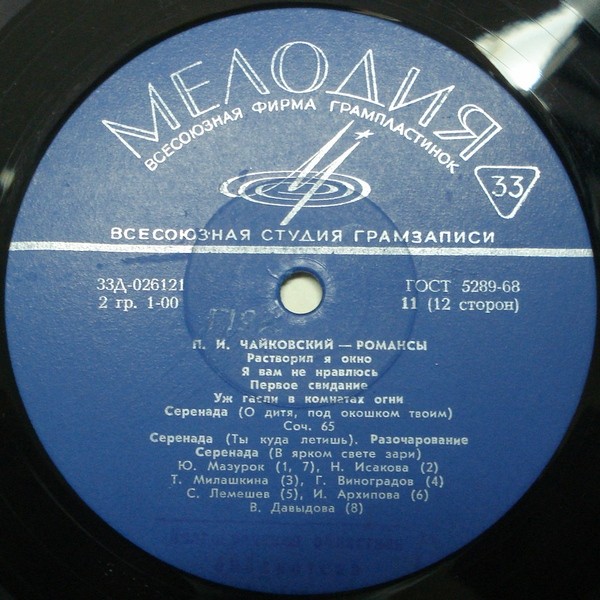 МЕЛОДИЯ
ВСЕСОЮЗНАЯ ФИРМА ГРАМПЛАСТИНОК
33
ВСЕСОЮЗНАЯ СТУДИЯ ГРАМЗАПИСИ
33Д-026121 ГОСТ 5289-68
2 гр. 1-00 11 (12 сторон)
П. И. ЧАЙКОВСКИЙ — РОМАНСЫ
Растворил я окно
Я вам не нравлюсь
Первое свидание
Уж гасли в комнатах огни
Серенада (О дитя, под окошком твоим)
Соч. 65
Серенада (Ты куда летишь). Разочарование
Серенада (В ярком свете зари)
Ю. Мазурок (1, 7), Н. Исакова (2)
Т. Милашкина (3), Г. Виноградов (4)
С. Лемешев (5), И. Архипова (6)
В. Давыдова (8)